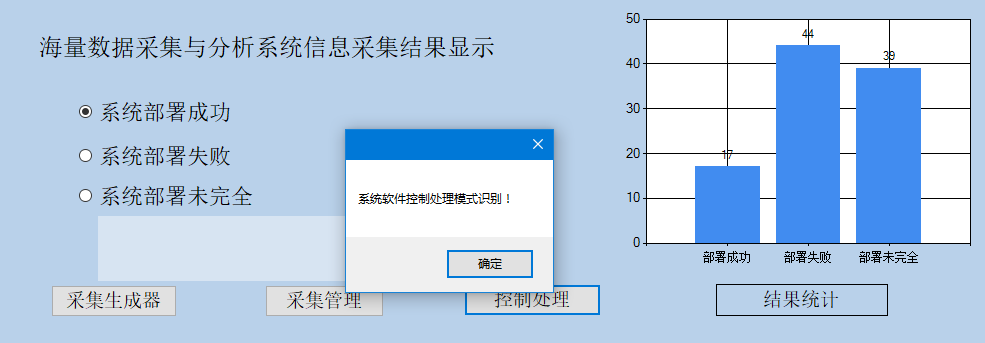 海量数据采集与分析系统信息采集结果显示
系统部署成功
系统部署失败
系统部署未完全
系统软件控制处理模式识别！
确定
采集生成器
采集管理
控制处理
50
40
30
20
10
0
17
44
39
部署成功
部署失败
部署未完全
结果统计